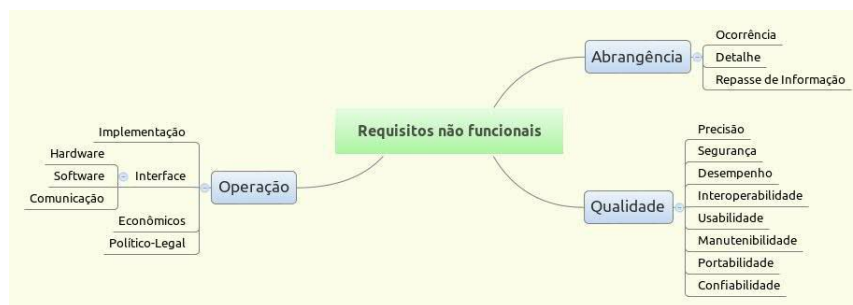 Requisitos não funcionais
Abrangência
Ocorrência
Detalhe
Repasse de Informação
Qualidade
Precisão
Segurança
Desempenho
Interoperabilidade
Usabilidade
Manutenibilidade
Portabilidade
Confiabilidade
Operação
Implementação
Interface
Hardware
Software
Comunicação
Econômicos
Político-Legal